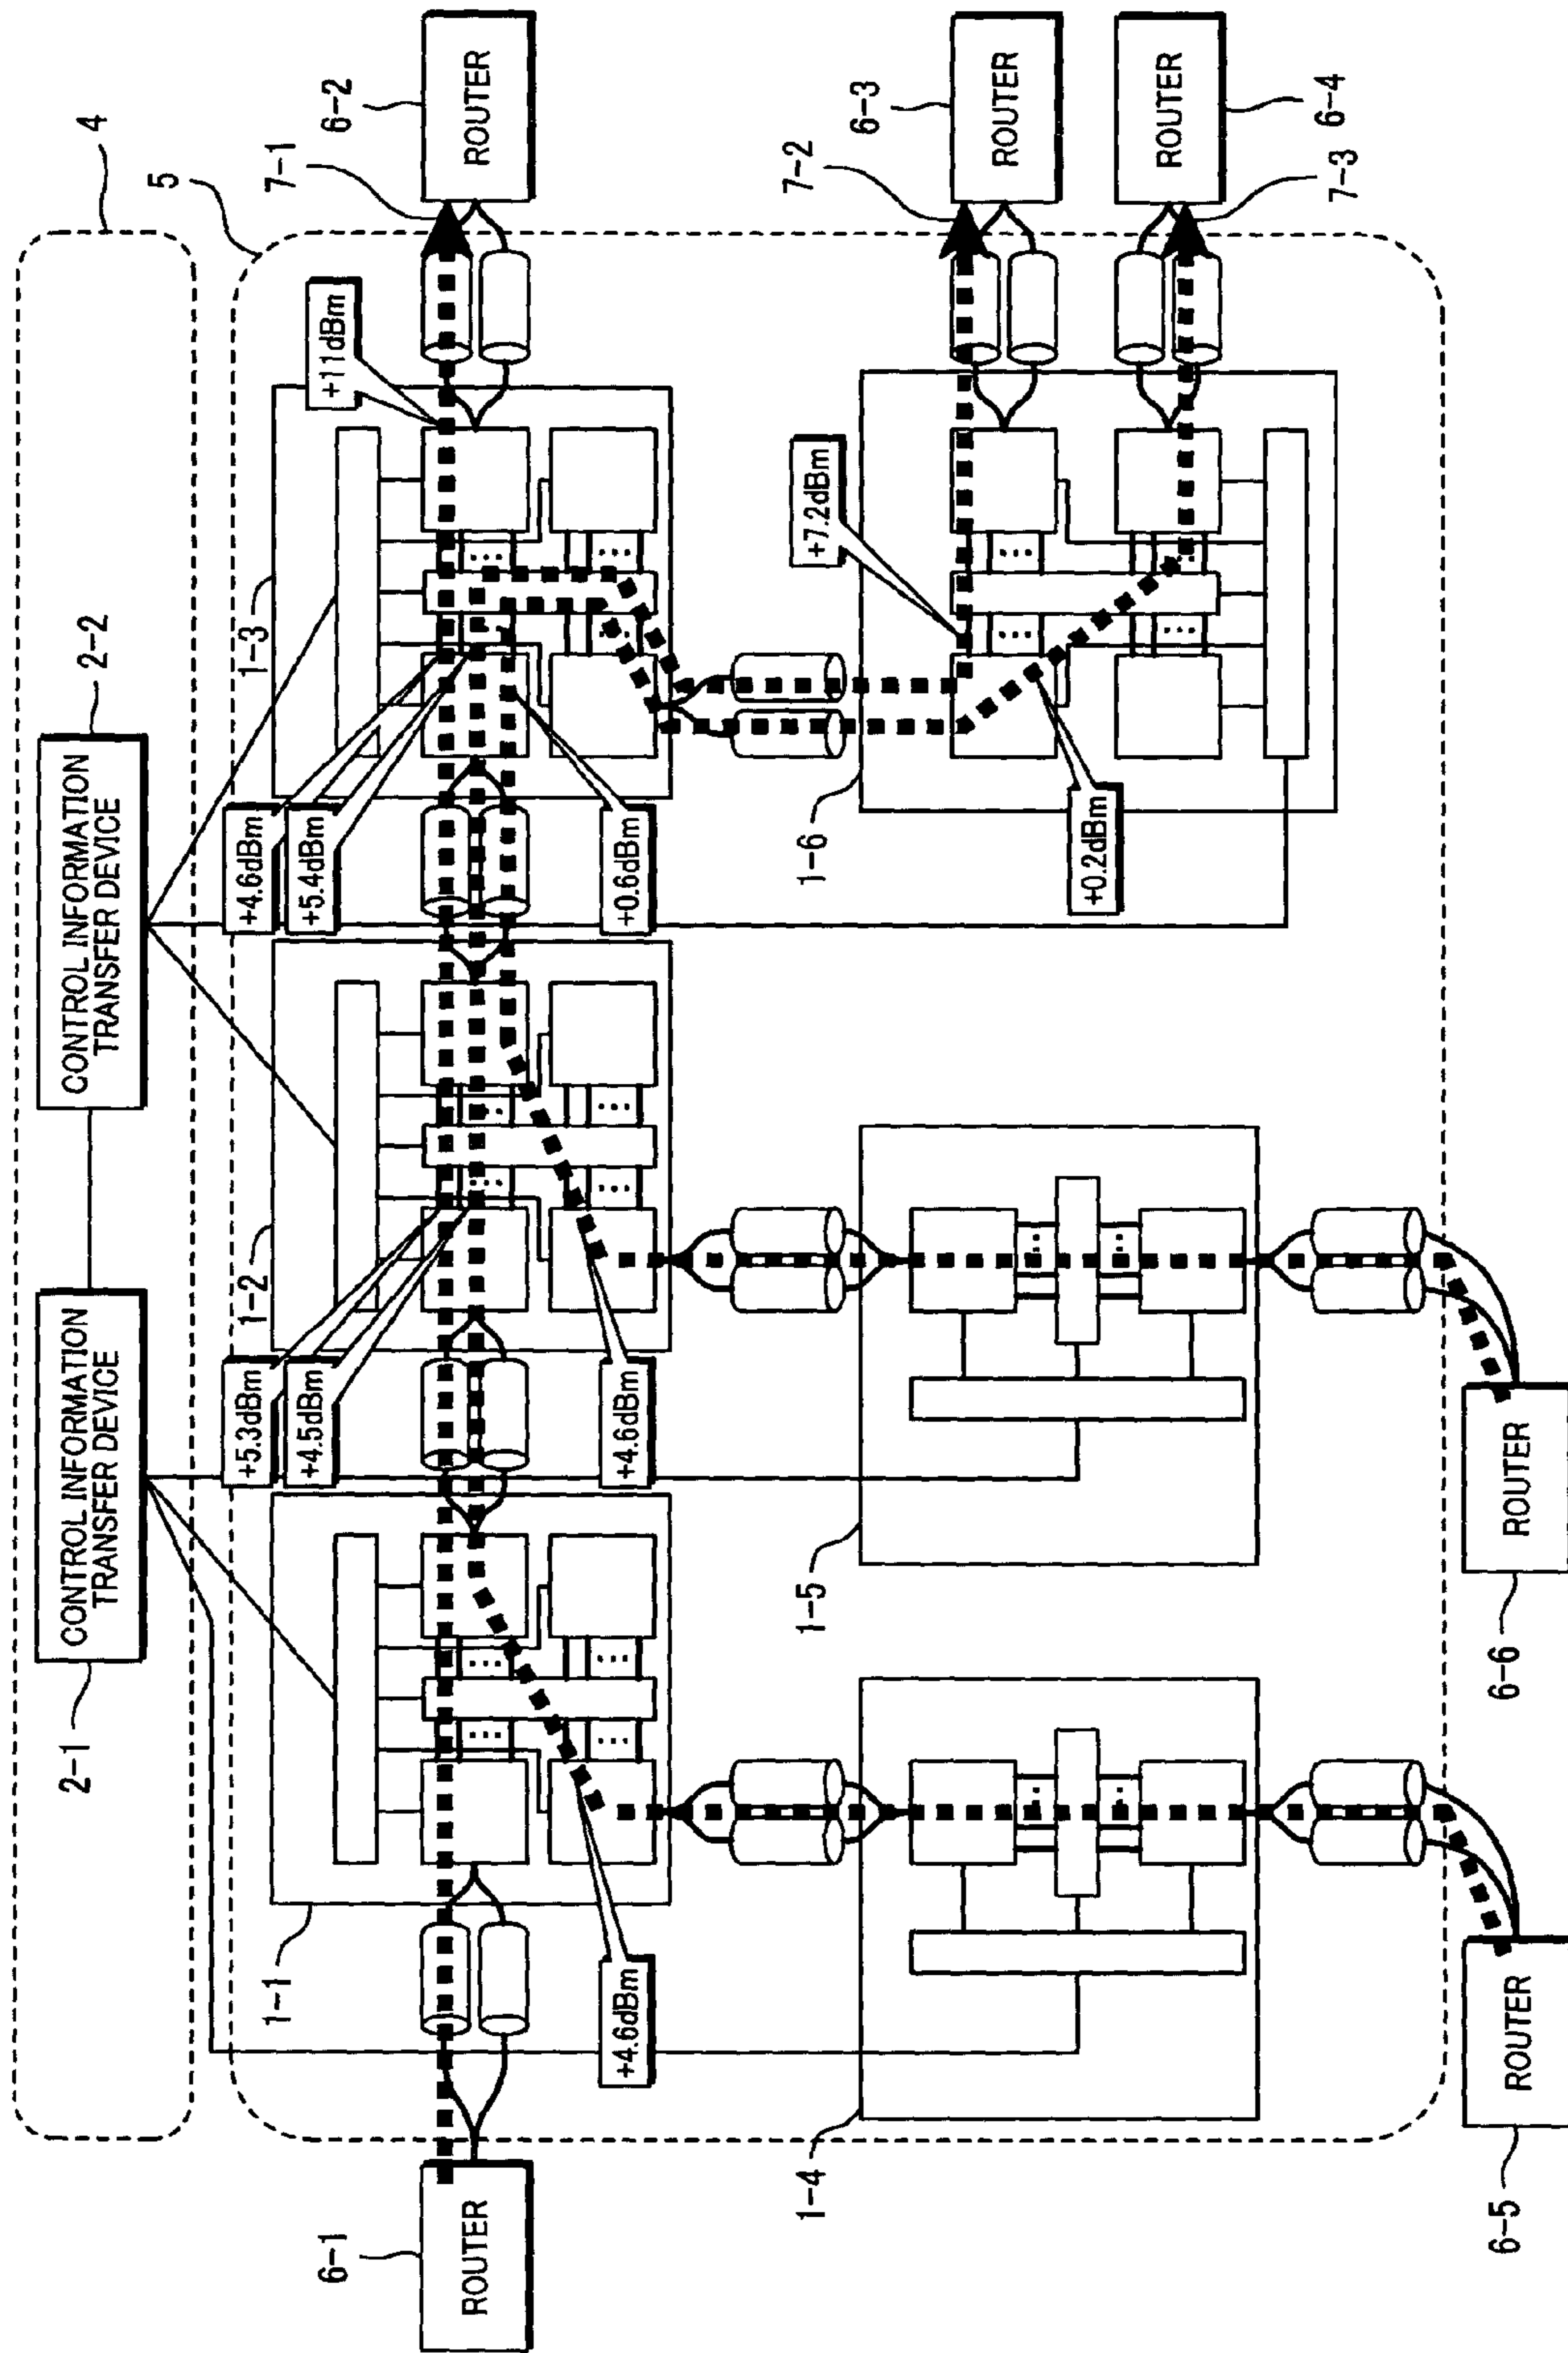 4
5
2-1
CONTROL INFORMATION
TRANSFER DEVICE
2-2
CONTROL INFORMATION
TRANSFER DEVICE
1-1
1-2
1-3
+5.3dBm
+4.5dBm
+4.6dBm
+5.4dBm
+11dBm
7-1
6-1
ROUTER
6-2
ROUTER
+4.6dBm
+4.6dBm
+0.6dBm
+7.2dBm
7-2
6-3
ROUTER
1-4
1-5
1-6
+0.2dBm
7-3
6-4
ROUTER
6-5
ROUTER
6-6
ROUTER